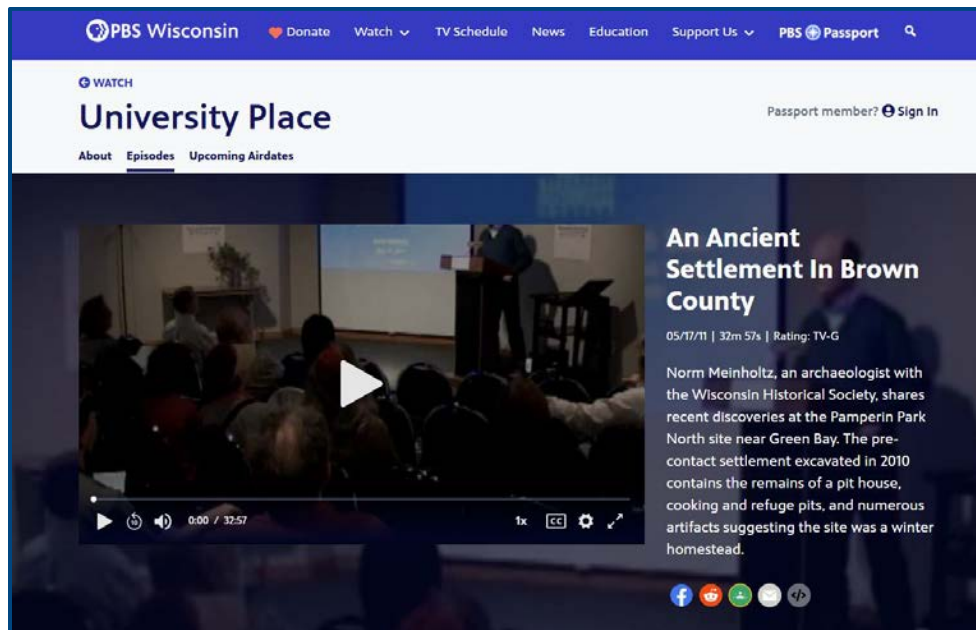 PBS Wisconsin Donate Watch TV Schedule News Education Support Us PBS Passport
WATCH
University Place
Passport member? Sign In
About Episodes Upcoming Airdates
An Ancient
Settlement In Brown
County
05/17/11 | 32m 57s | Rating: TV-G
Norm Meinholtz, an archaeologist with
the Wisconsin Historical Society, shares
recent discoveries at the Pamperin Park
North site near Green Bay. The pre-
contact settlement excavated in 2010
contains the remains of a pit house,
cooking and refuge pits, and numerous
artifacts suggesting the site was a winter
homestead.
10 0:00 / 32:57 1x CC